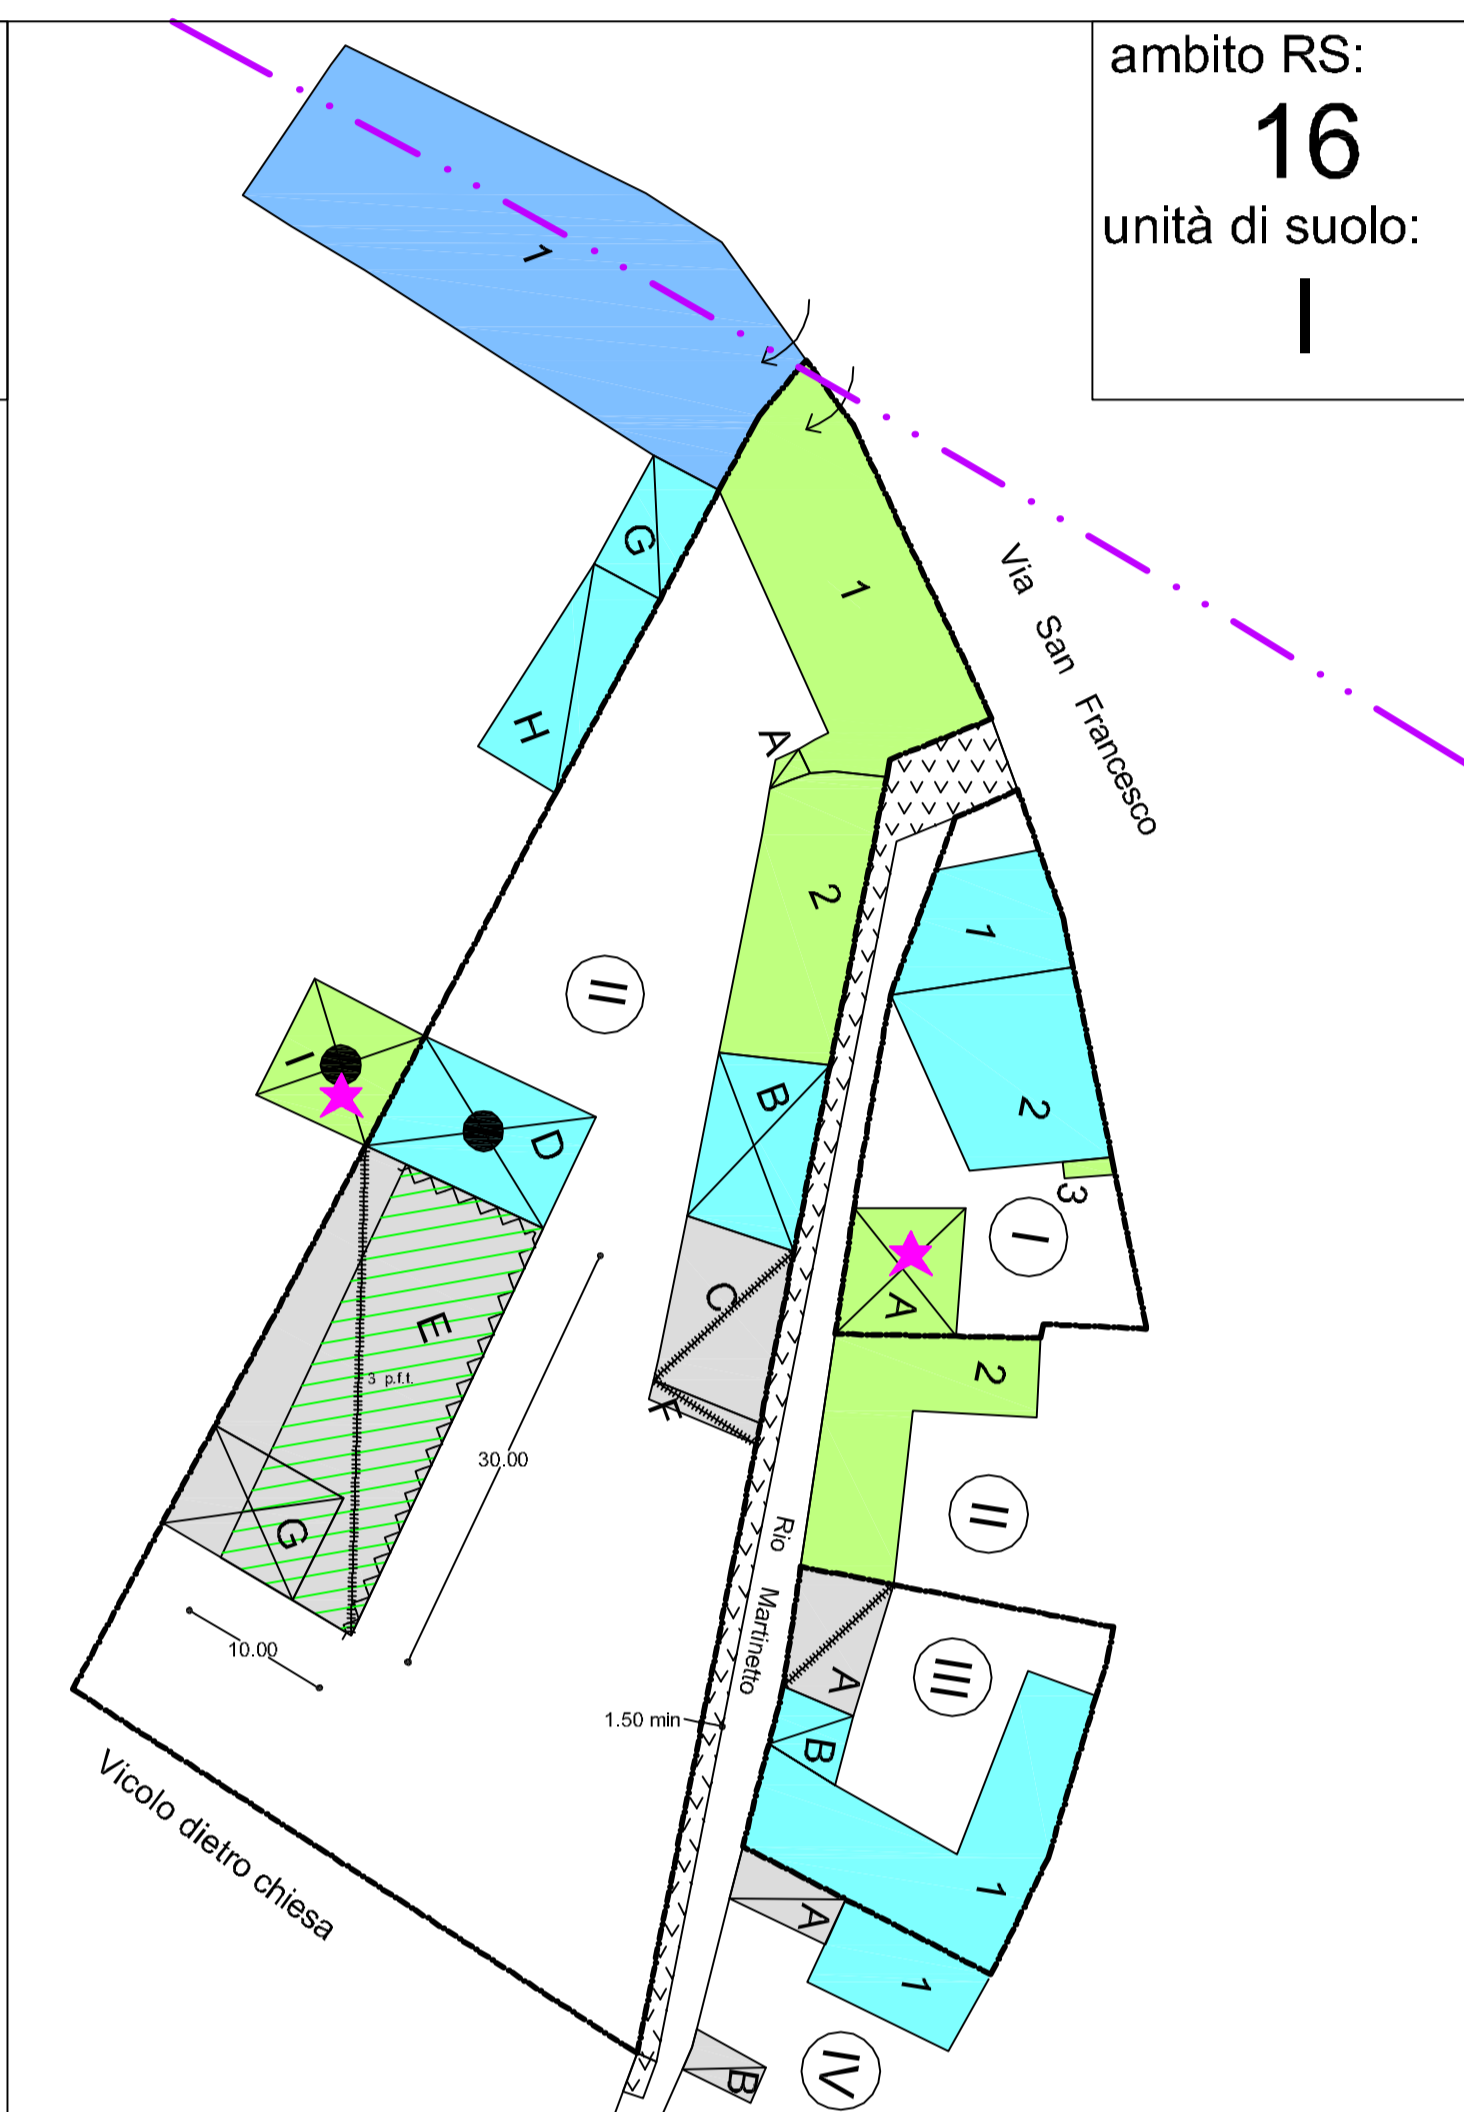 ambito RS:
16
unità di suolo:
I
1
1
Via San Francesco
G
H
A
2
1
II
2
I
B
D
3
I
A
C
E
2
3 p.f.t.
F
30.00
II
G
Rio Martinetto
10.00
III
A
1.50 min
B
Vicolo dietro chiesa
1
A
1
IV
B